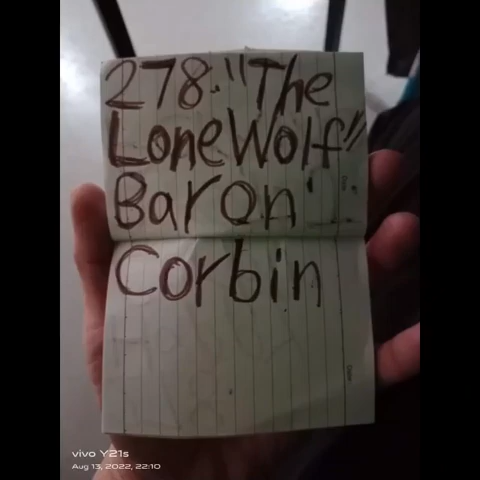 278. "The
Lone Wolf"
Baron
Corbin
vivo Y21s
Aug 13, 2022, 22:10